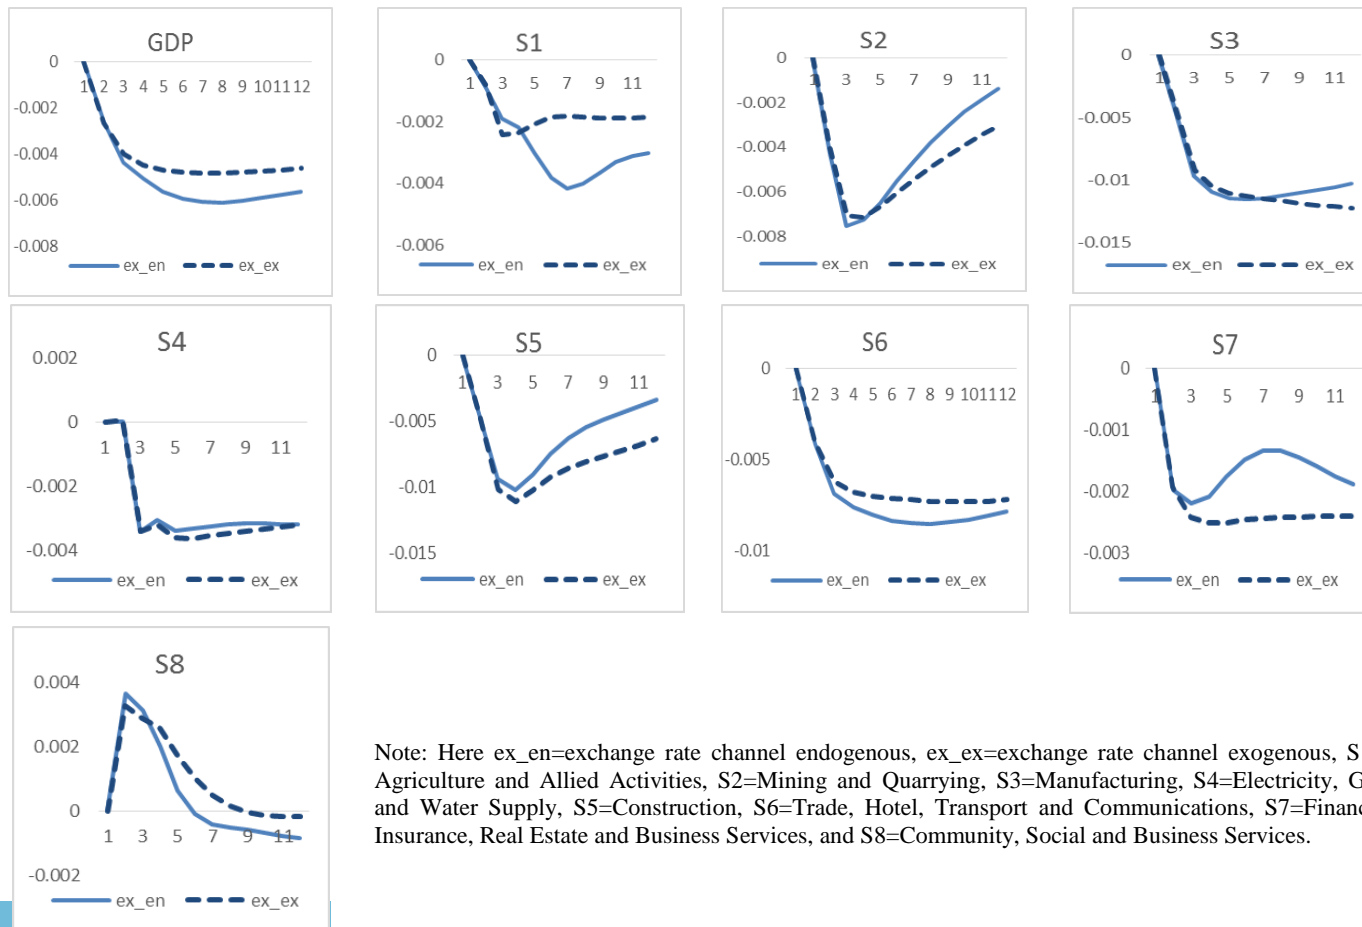 GDP
0
1 2 3 4 5 6 7 8 9 10 11 12
-0.002
-0.004
-0.006
-0.008
ex_en ex_ex
S1
0
1 3 5 7 9 11
-0.002
-0.004
-0.006
ex_en ex_ex
S2
0
1 3 5 7 9 11
-0.002
-0.004
-0.006
-0.008
ex_en ex_ex
S3
0
1 3 5 7 9 11
-0.005
-0.01
-0.015
ex_en ex_ex
S4
0.002
0
1 3 5 7 9 11
-0.002
-0.004
ex_en ex_ex
S5
0
1 3 5 7 9 11
-0.005
-0.01
-0.015
ex_en ex_ex
S6
0
1 2 3 4 5 6 7 8 9 10 11 12
-0.005
-0.01
ex_en ex_ex
S7
0
1 3 5 7 9 11
-0.001
-0.002
-0.003
ex_en ex_ex
S8
0.004
0.002
0
1 3 5 7 9 11
-0.002
ex_en ex_ex
Note: Here ex_en=exchange rate channel endogenous, ex_ex=exchange rate channel exogenous, S
Agriculture and Allied Activities, S2=Mining and Quarrying, S3=Manufacturing, S4=Electricity, G
and Water Supply, S5=Construction, S6=Trade, Hotel, Transport and Communications, S7=Financ
Insurance, Real Estate and Business Services, and S8=Community, Social and Business Services.